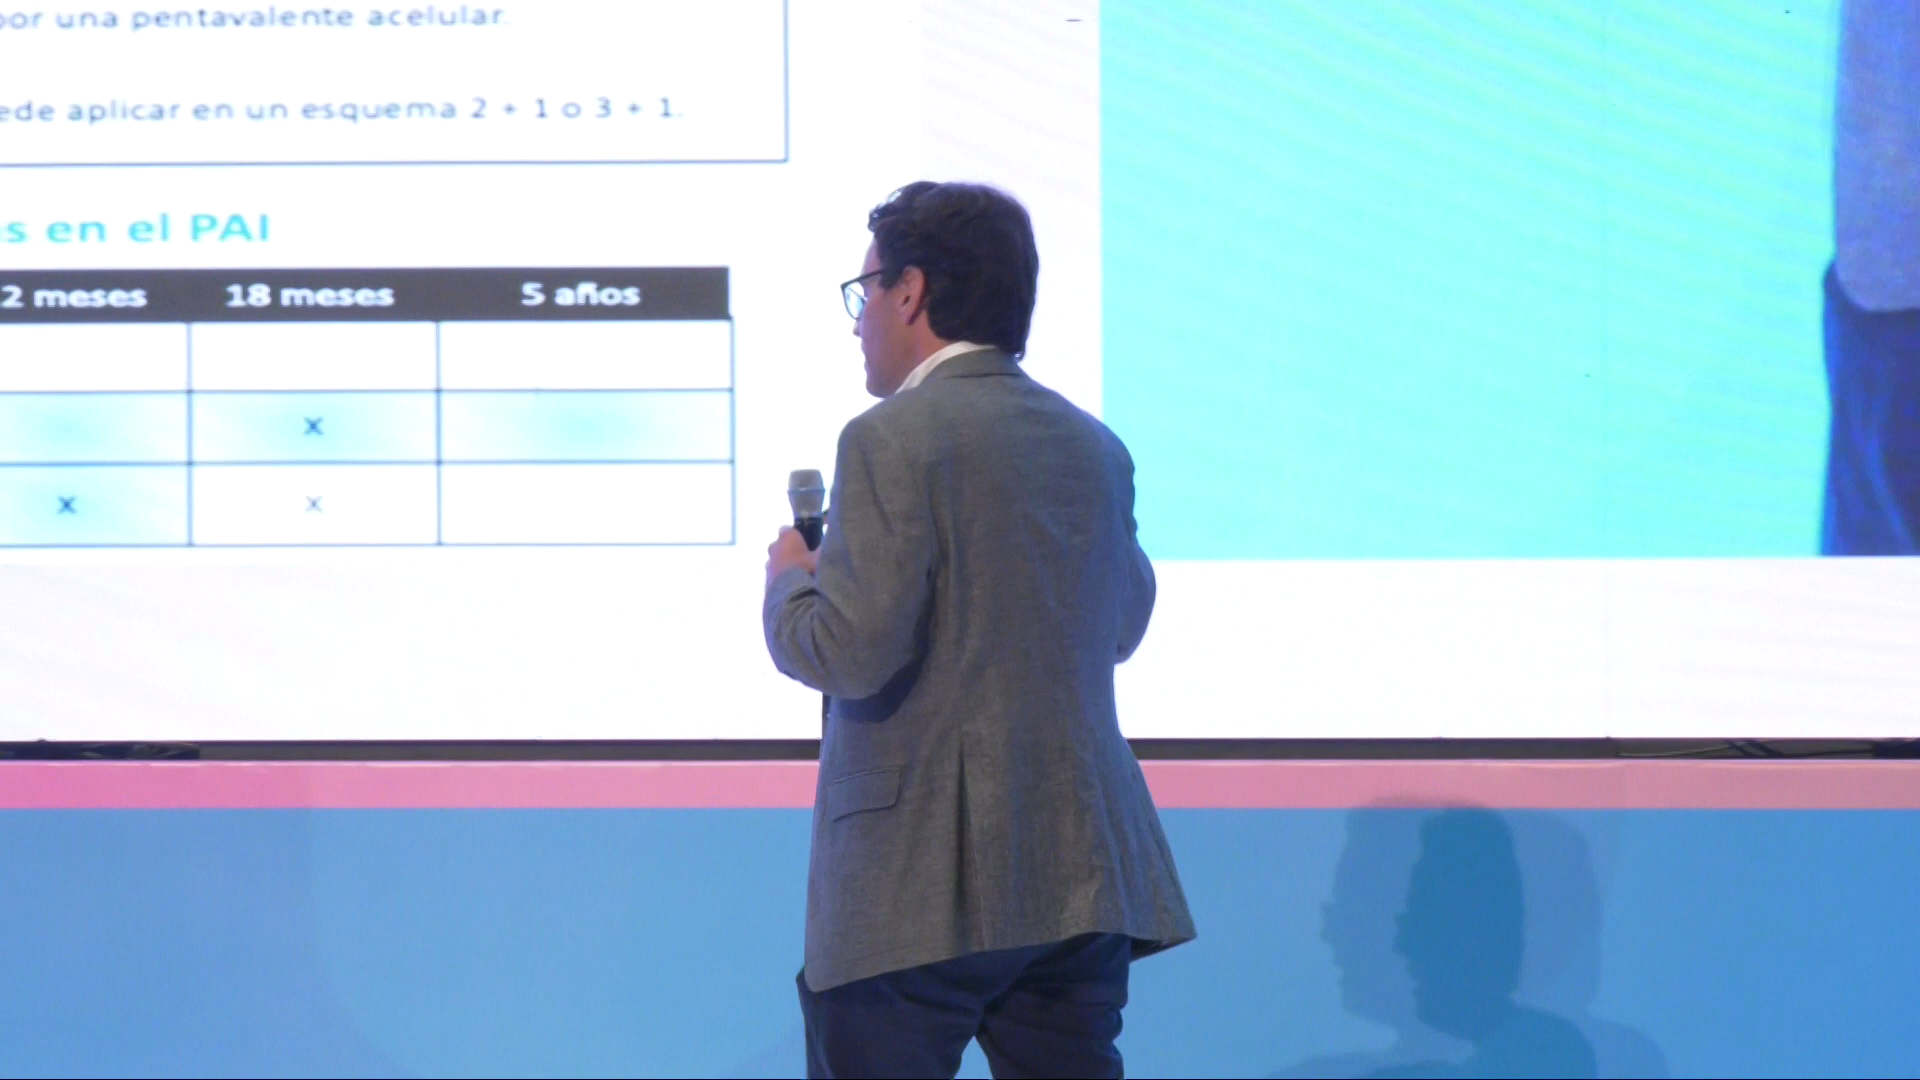 por una pentavalente acelular.
ede aplicar en un esquema 2 + 1 o 3 + 1.
s en el PAI
2 meses 18 meses 5 años
x
x x